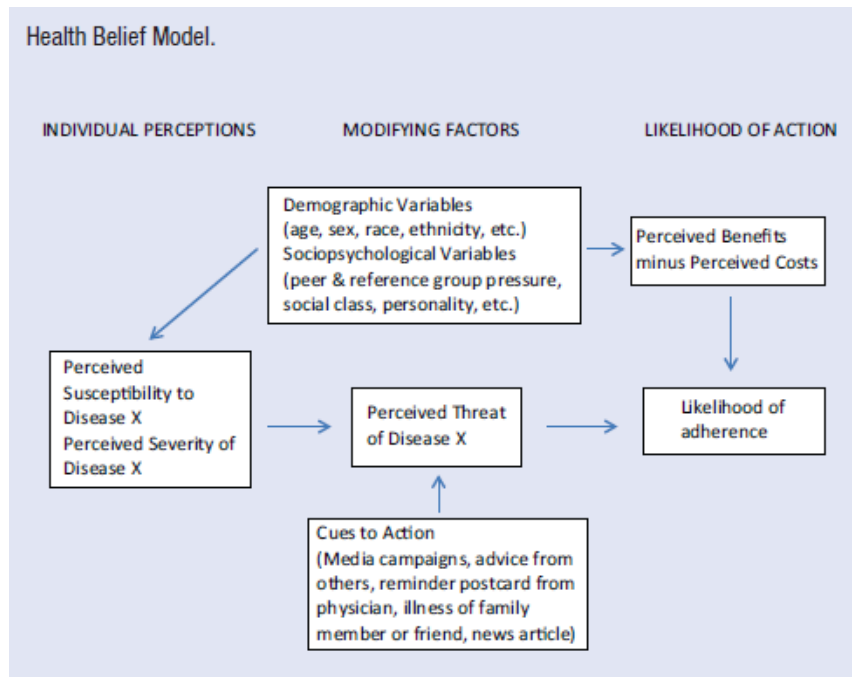 Health Belief Model.
INDIVIDUAL PERCEPTIONS
MODIFYING FACTORS
LIKELIHOOD OF ACTION
Demographic Variables
(age, sex, race, ethnicity, etc.)
Sociopsychological Variables
(peer & reference group pressure,
social class, personality, etc.)
Perceived Benefits
minus Perceived Costs
Perceived
Susceptibility to
Disease X
Perceived Severity of
Disease X
Perceived Threat
of Disease X
Likelihood of
adherence
Cues to Action
(Media campaigns, advice from
others, reminder postcard from
physician, illness of family
member or friend, news article)